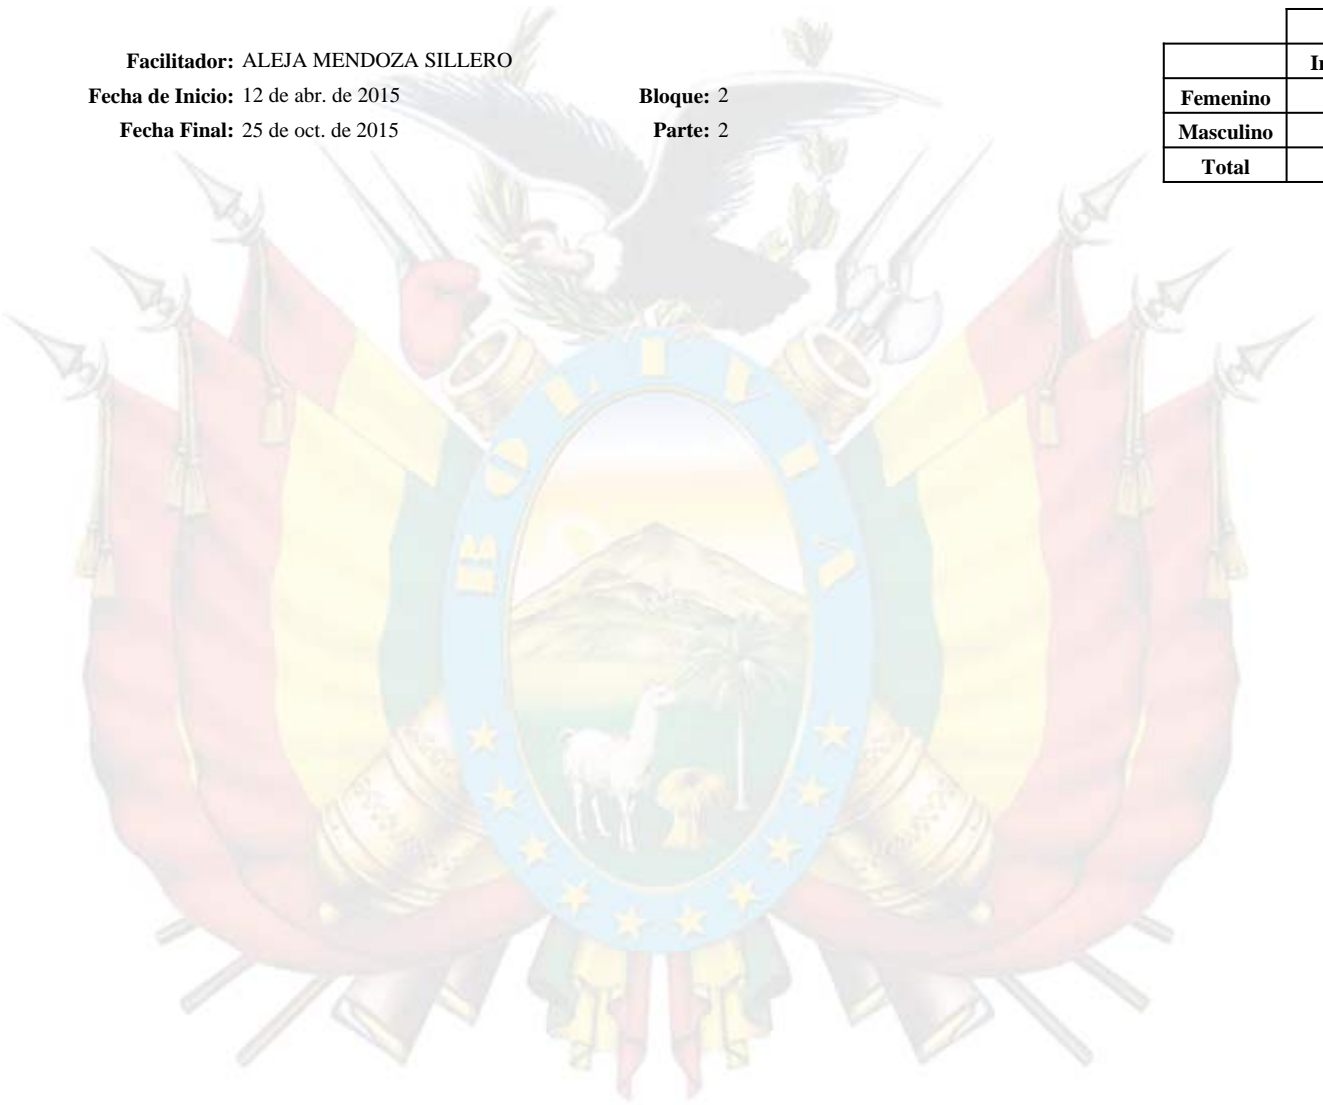 Facilitador: ALEJA MENDOZA SILLERO
Fecha de Inicio: 12 de abr. de 2015 Bloque: 2
Fecha Final: 25 de oct. de 2015 Parte: 2
Femenino
Masculino
Total
BOLIVIA